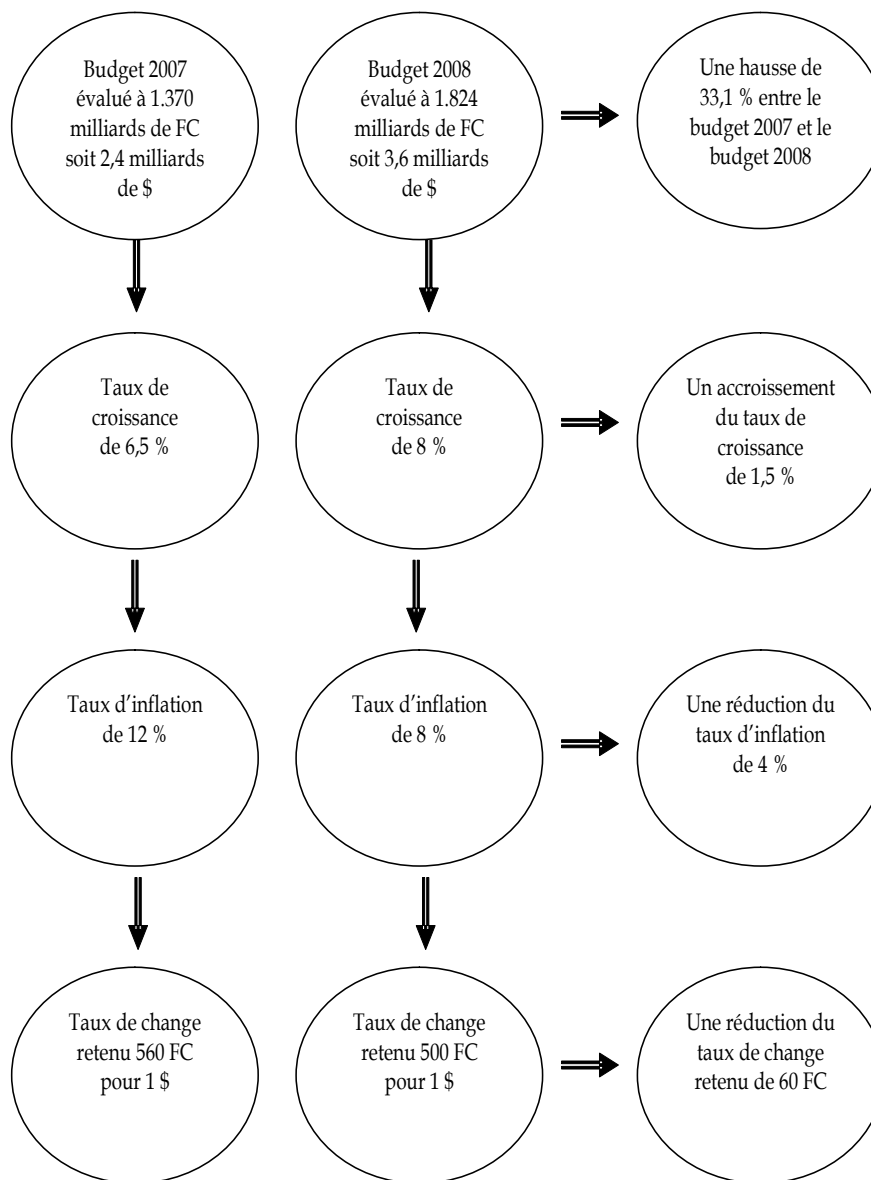 Budget 2007
évalué à 1.370
milliards de FC
soit 2,4 milliards
de $
Budget 2008
évalué à 1.824
milliards de FC
soit 3,6 milliards
de $
Une hausse de
33,1 % entre le
budget 2007 et le
budget 2008
Taux de
croissance
de 6,5 %
Taux de
croissance
de 8 %
Un accroissement
du taux de
croissance
de 1,5 %
Taux d’inflation
de 12 %
Taux d’inflation
de 8 %
Une réduction du
taux d’inflation
de 4 %
Taux de change
retenu 560 FC
pour 1 $
Taux de change
retenu 500 FC
pour 1 $
Une réduction du
taux de change
retenu de 60 FC